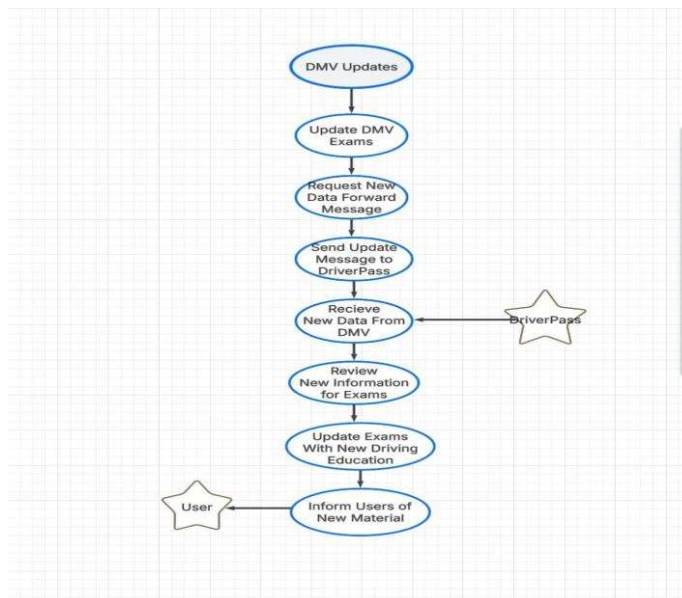 DMV Updates
Update DMV
Exams
Request New
Data Forward
Message
Send Update
Message to
DriverPass
Recieve
New Data From
DMV
DriverPass
Review
New Information
for Exams
Update Exams
With New Driving
Education
User
Inform Users of
New Material